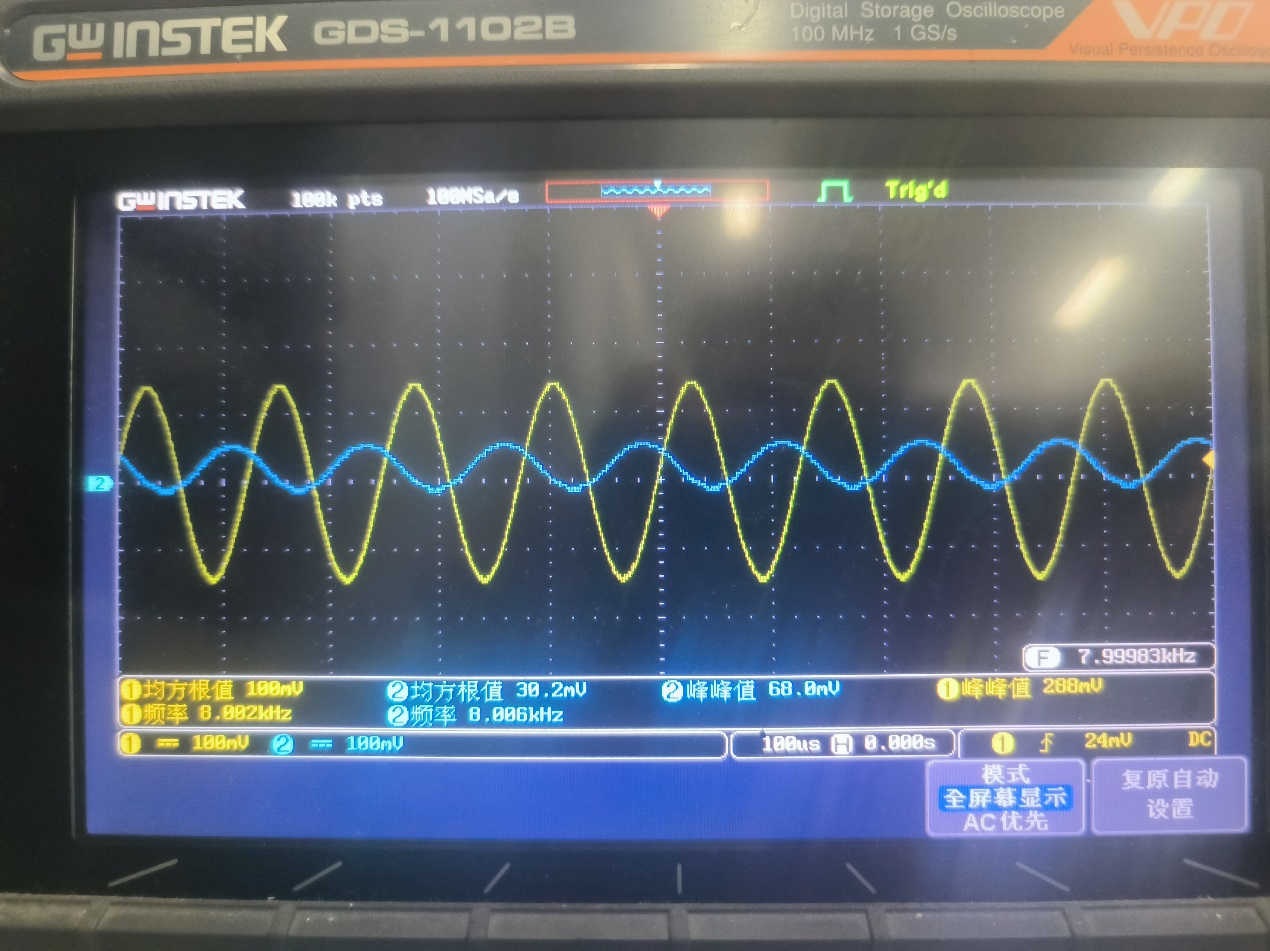 GW INSTEK GDS-1102B
Digital Storage Oscilloscope
100 MHz 1 GS/s
VPO
GW INSTEK 100k pts 100MSa/s Trig'd
2
F 7.99983kHz
1 均方根值 100mV 2 均方根值 30.2mV 2 峰峰值 68.0mV 1 峰峰值 288mV
1 频率 8.002kHz 2 频率 8.006kHz
1 100mV 2 100mV 100us H 0.000s 1 24mV DC
模式
全屏幕显示
AC优先
复原自动
设置